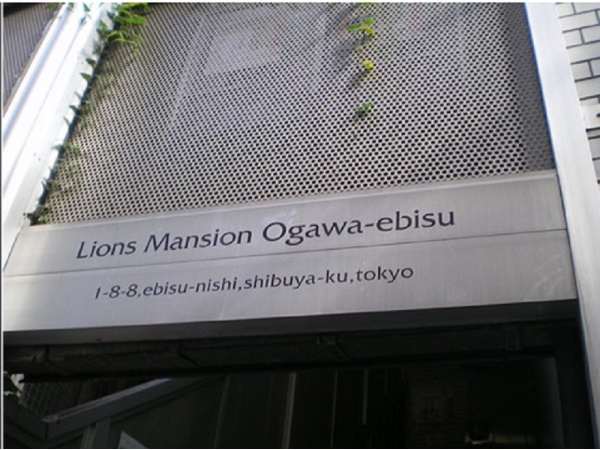 Lions Mansion Ogawa-ebisu
1-8-8,ebisu-nishi,shibuya-ku,tokyo